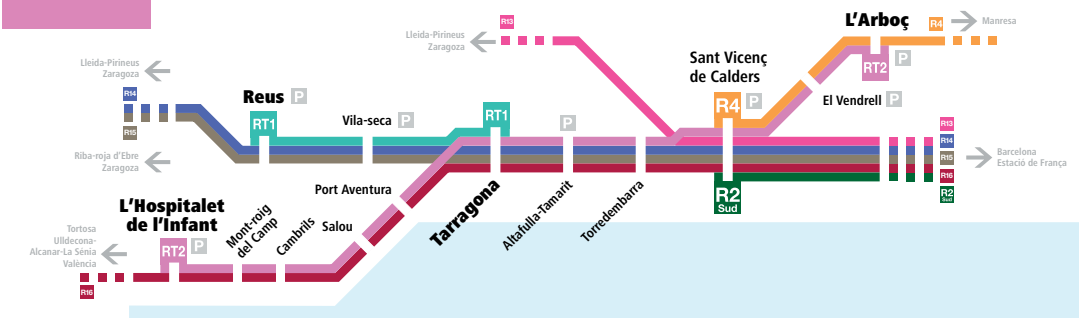 L'Arboç
R4
Manresa
R13
Lleida-Pirineus
Zaragoza
Sant Vicenç
de Calders
RT2
P
Lleida-Pirineus
Zaragoza
R14
Reus P
El Vendrell P
R4 P
RT1
Vila-seca P
RT1
P
R13
R14
R15
R15
Barcelona
Estació de França
Riba-roja d'Ebre
Zaragoza
R16
Port Aventura
R2
Sud
R2
Sud
L'Hospitalet
de l'Infant
Tarragona
Altafulla-Tamarit
Torredembarra
Mont-roig
del Camp
Cambrils
Salou
Tortosa
Ulldecona-
Alcanar-La Sénia
València
RT2 P
R16